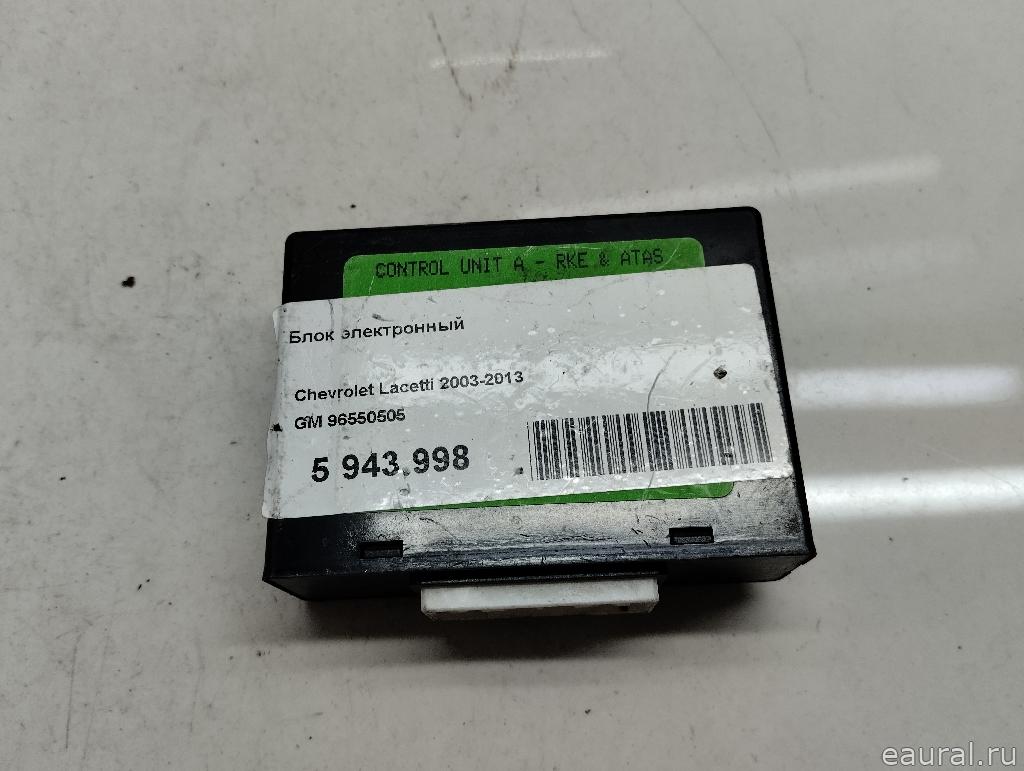 CONTROL UNIT A - RKE & ATAS
Блок электронный
Chevrolet Lacetti 2003-2013
GM 96550505
5 943.998
eaural.ru